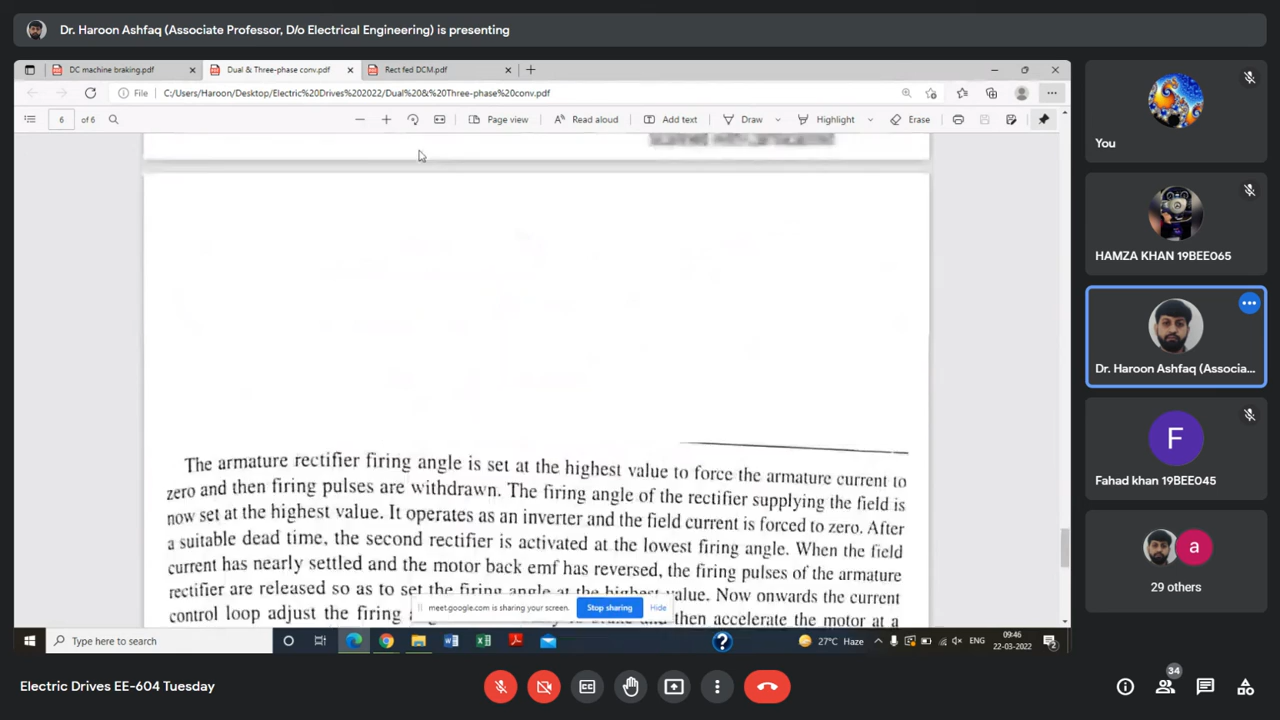 Dr. Haroon Ashfaq (Associate Professor, D/o Electrical Engineering) is presenting
DC machine braking.pdf
Dual & Three-phase conv.pdf
Rect fed DCM.pdf
File
C:/Users/Haroon/Desktop/Electric%20Drives%202022/Dual%20&%20Three-phase%20conv.pdf
6 of 6
Page view
Read aloud
Add text
Draw
Highlight
Erase
The armature rectifier firing angle is set at the highest value to force the armature current to
zero and then firing pulses are withdrawn. The firing angle of the rectifier supplying the field is
now set at the highest value. It operates as an inverter and the field current is forced to zero. After
a suitable dead time, the second rectifier is activated at the lowest firing angle. When the field
current has nearly settled and the motor back emf has reversed, the firing pulses of the armature
rectifier are released so as to set the firing angle at the highest value. Now onwards the current
control loop adjust the firing then accelerate the motor at a
meet.google.com is sharing your screen.
Stop sharing
Hide
Type here to search
27°C Haze
ENG
09:46
22-03-2022
2
You
HAMZA KHAN 19BEE065
Dr. Haroon Ashfaq (Associa...
F
Fahad khan 19BEE045
a
29 others
Electric Drives EE-604 Tuesday
34